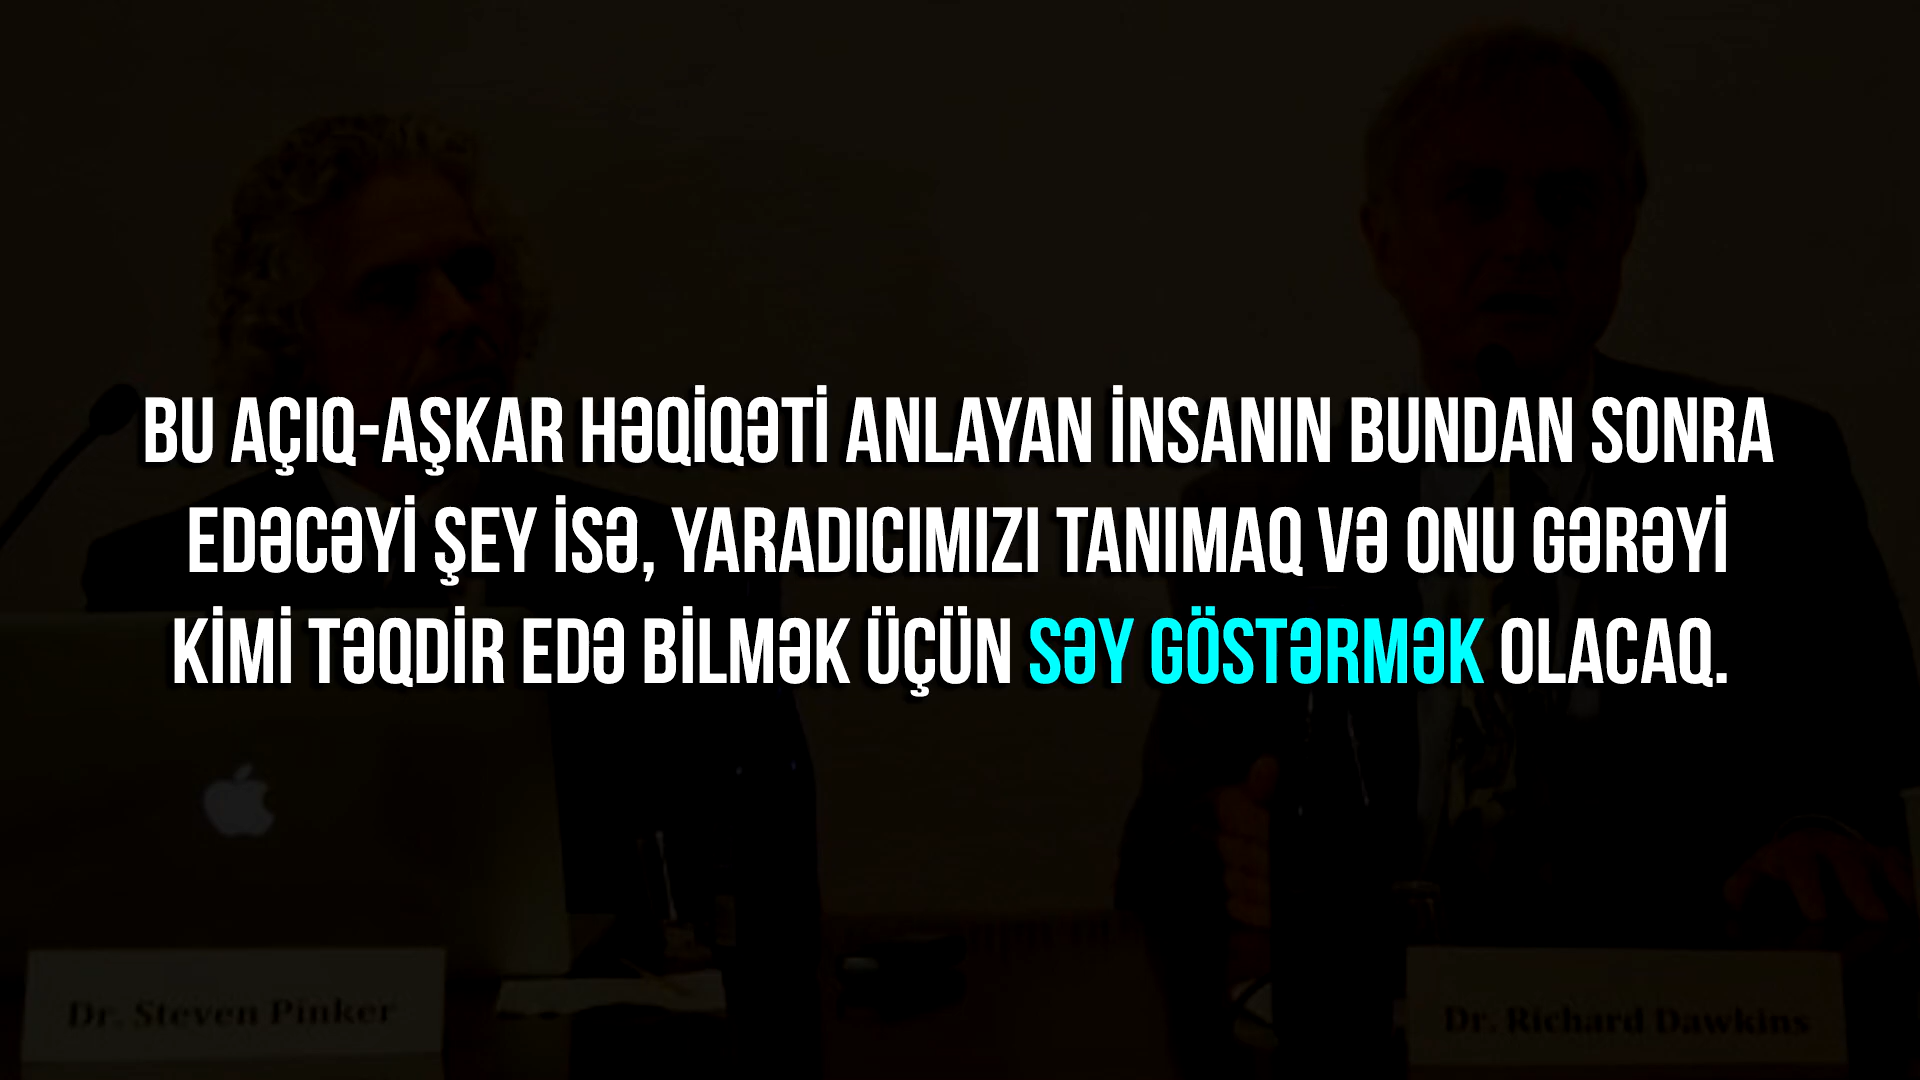 BU AÇIQ-AŞKAR HƏQİQƏTİ ANLAYAN İNSANIN BUNDAN SONRA
EDƏCƏYİ ŞEY İSƏ, YARADICIMIZI TANIMAQ VƏ ONU GƏRƏYİ
KİMİ TƏQDİR EDƏ BİLMƏK ÜÇÜN SƏY GÖSTƏRMƏK OLACAQ.
Dr. Steven Pinker
Dr. Richard Dawkins